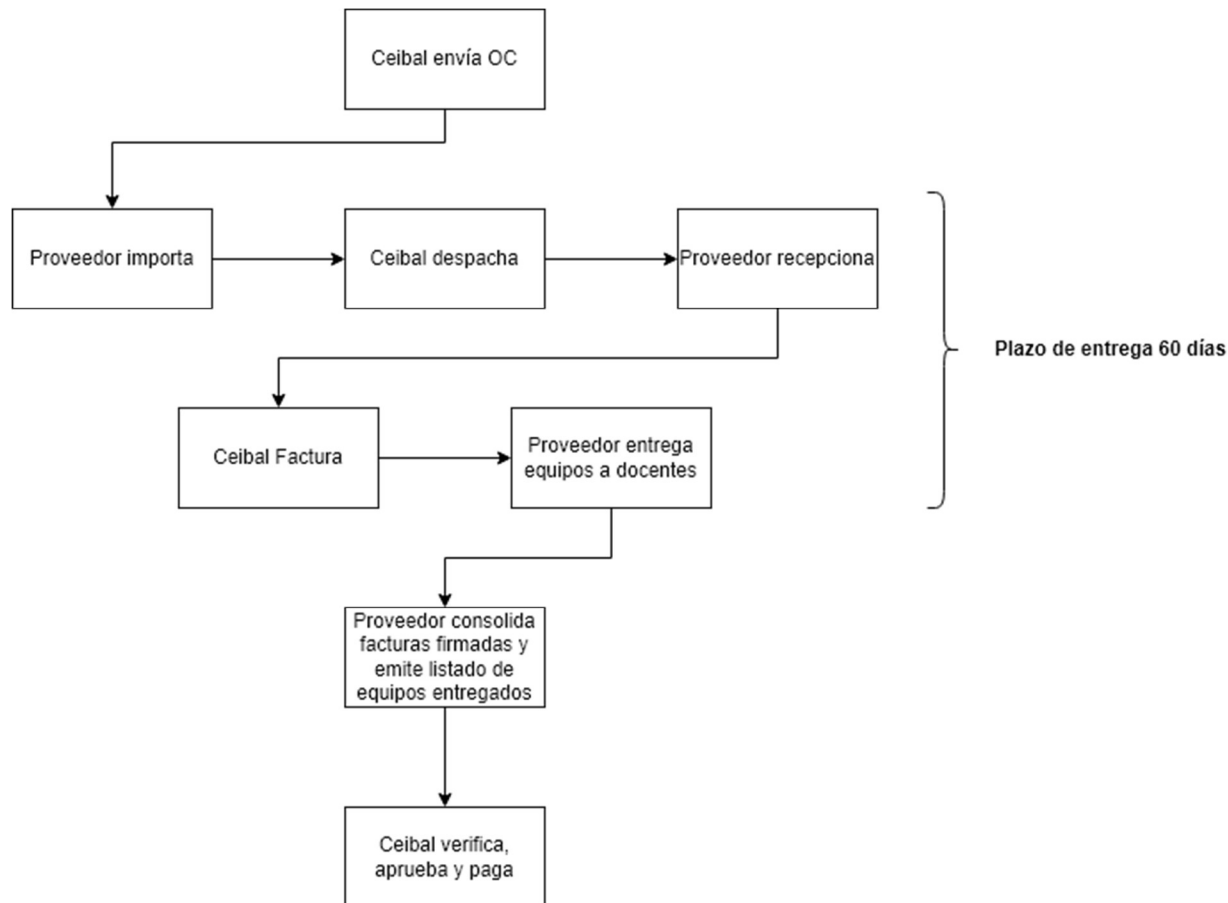 Ceibal envía OC
Proveedor importa
Ceibal despacha
Proveedor recepciona
Plazo de entrega 60 días
Ceibal Factura
Proveedor entrega
equipos a docentes
Proveedor consolida
facturas firmadas y
emite listado de
equipos entregados
Ceibal verifica,
aprueba y paga